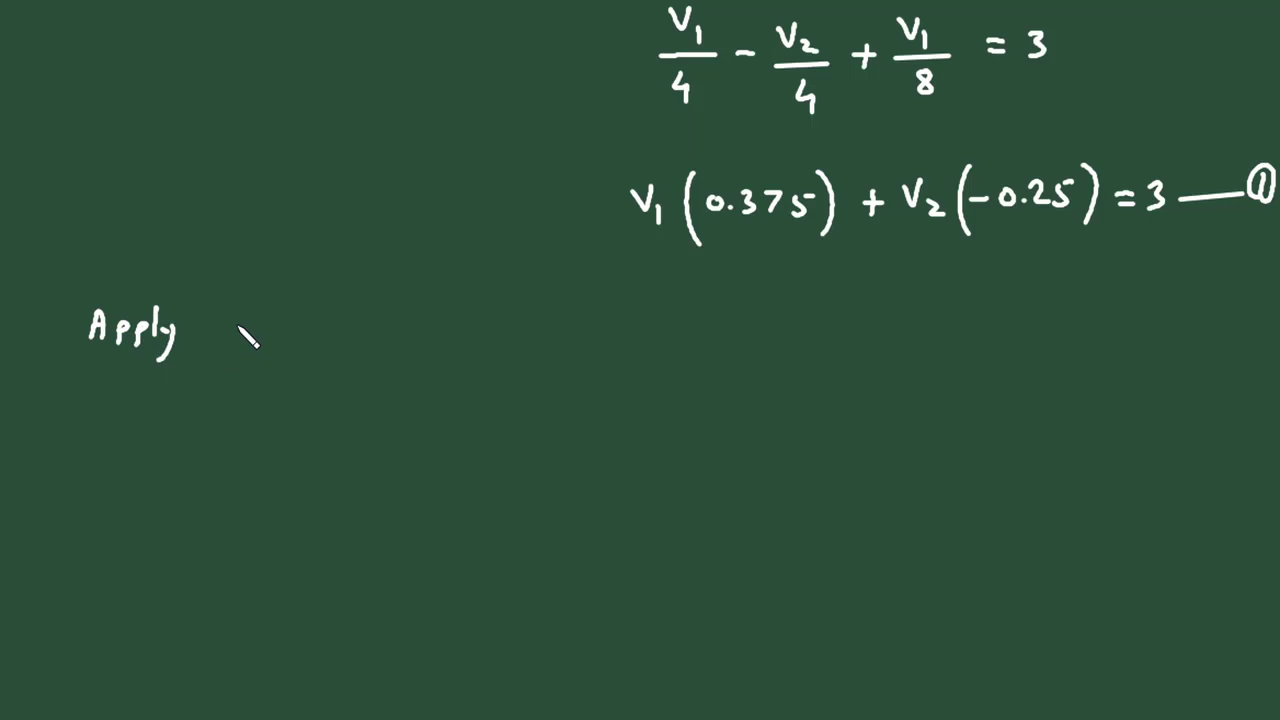 V₁/4 - V₂/4 + V₁/8 = 3
V₁ (0.375) + V₂ (-0.25) = 3 —— ①
Apply